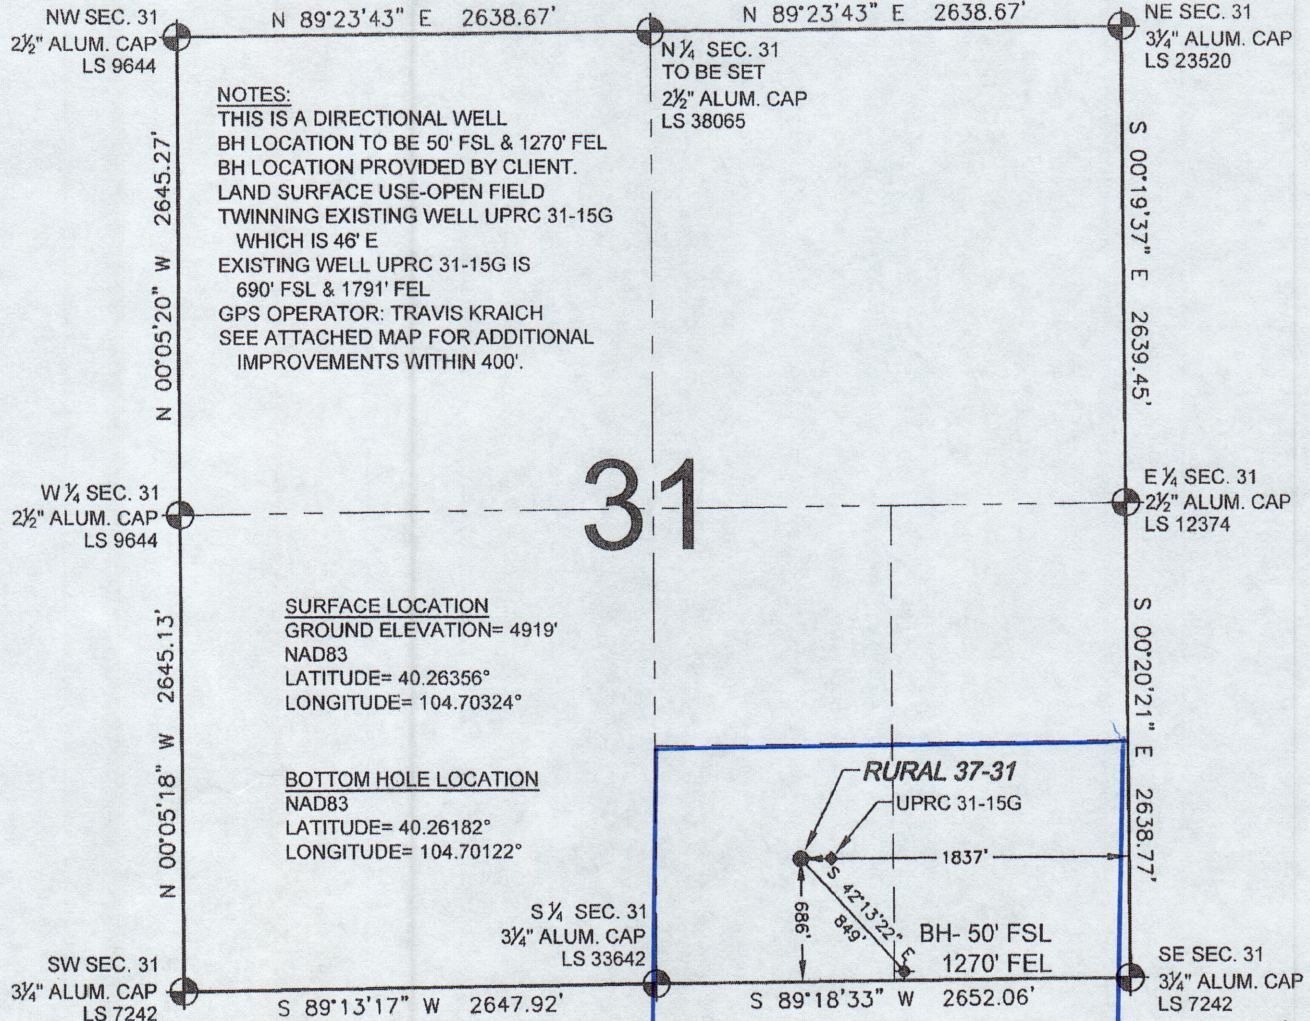 NW SEC. 31
2½" ALUM. CAP
LS 9644
N 89°23'43" E 2638.67'
N ¼ SEC. 31
TO BE SET
2½" ALUM. CAP
LS 38065
N 89°23'43" E 2638.67'
NE SEC. 31
3¼" ALUM. CAP
LS 23520
NOTES:
THIS IS A DIRECTIONAL WELL
BH LOCATION TO BE 50' FSL & 1270' FEL
BH LOCATION PROVIDED BY CLIENT.
LAND SURFACE USE-OPEN FIELD
TWINNING EXISTING WELL UPRC 31-15G
WHICH IS 46' E
EXISTING WELL UPRC 31-15G IS
690' FSL & 1791' FEL
GPS OPERATOR: TRAVIS KRAICH
SEE ATTACHED MAP FOR ADDITIONAL
IMPROVEMENTS WITHIN 400'.
N 00°05'20" W 2645.27'
S 00°19'37" E 2639.45'
31
W ¼ SEC. 31
2½" ALUM. CAP
LS 9644
E ¼ SEC. 31
2½" ALUM. CAP
LS 12374
SURFACE LOCATION
GROUND ELEVATION= 4919'
NAD83
LATITUDE= 40.26356°
LONGITUDE= 104.70324°
BOTTOM HOLE LOCATION
NAD83
LATITUDE= 40.26182°
LONGITUDE= 104.70122°
N 00°05'18" W 2645.13'
S 00°20'21" E 2638.77'
RURAL 37-31
UPRC 31-15G
1837'
686'
S 42°13'22" E
849'
BH- 50' FSL
1270' FEL
S ¼ SEC. 31
3¼" ALUM. CAP
LS 33642
SW SEC. 31
3¼" ALUM. CAP
LS 7242
S 89°13'17" W 2647.92'
S 89°18'33" W 2652.06'
SE SEC. 31
3¼" ALUM. CAP
LS 7242